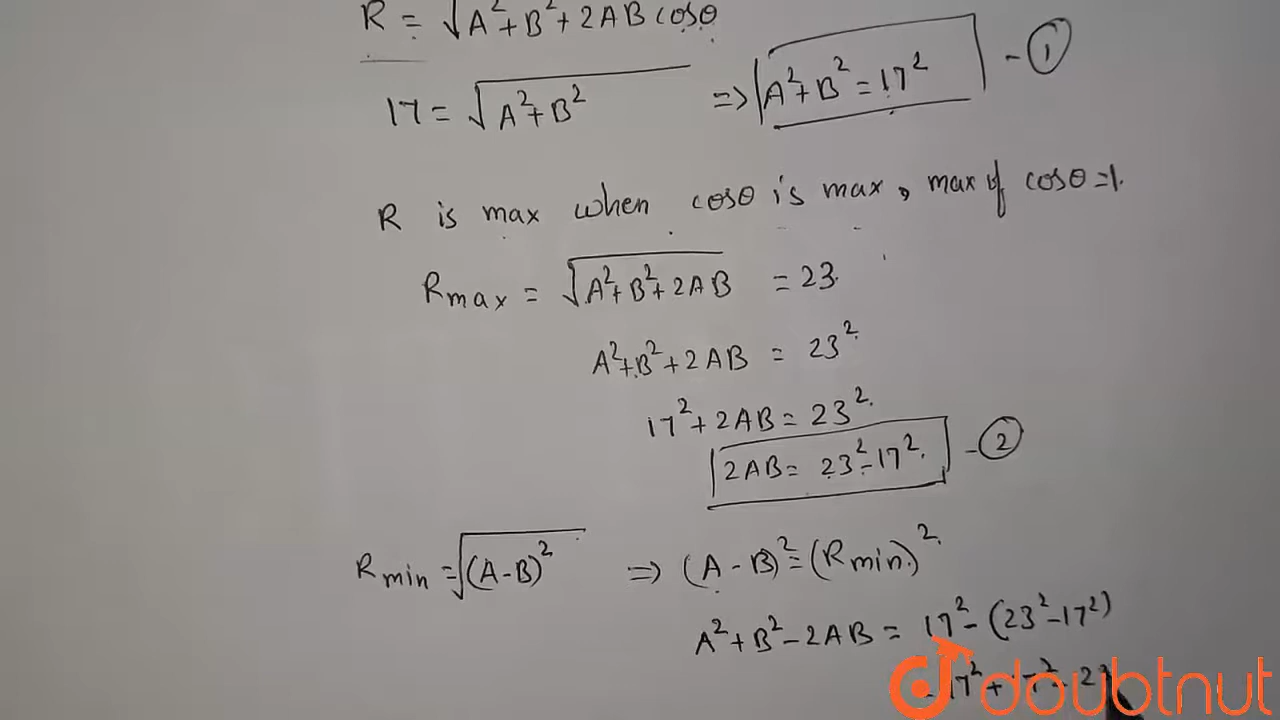 R = √A²+B²+2AB cosθ
17 = √A²+B² => A²+B² = 17² - ①
R is max when cosθ is max, max if cosθ=1.
Rmax = √A²+B²+2AB = 23.
A²+B²+2AB = 23².
17²+2AB = 23².
2AB = 23²-17². - ②
Rmin = √(A-B)² => (A-B)² = (Rmin.)².
A²+B²-2AB = 17²-(23²-17²)
doubtnut